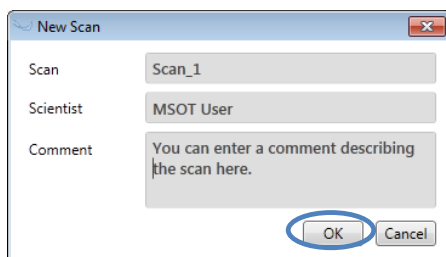 New Scan
Scan Scan_1
Scientist MSOT User
Comment You can enter a comment describing
the scan here.
OK Cancel